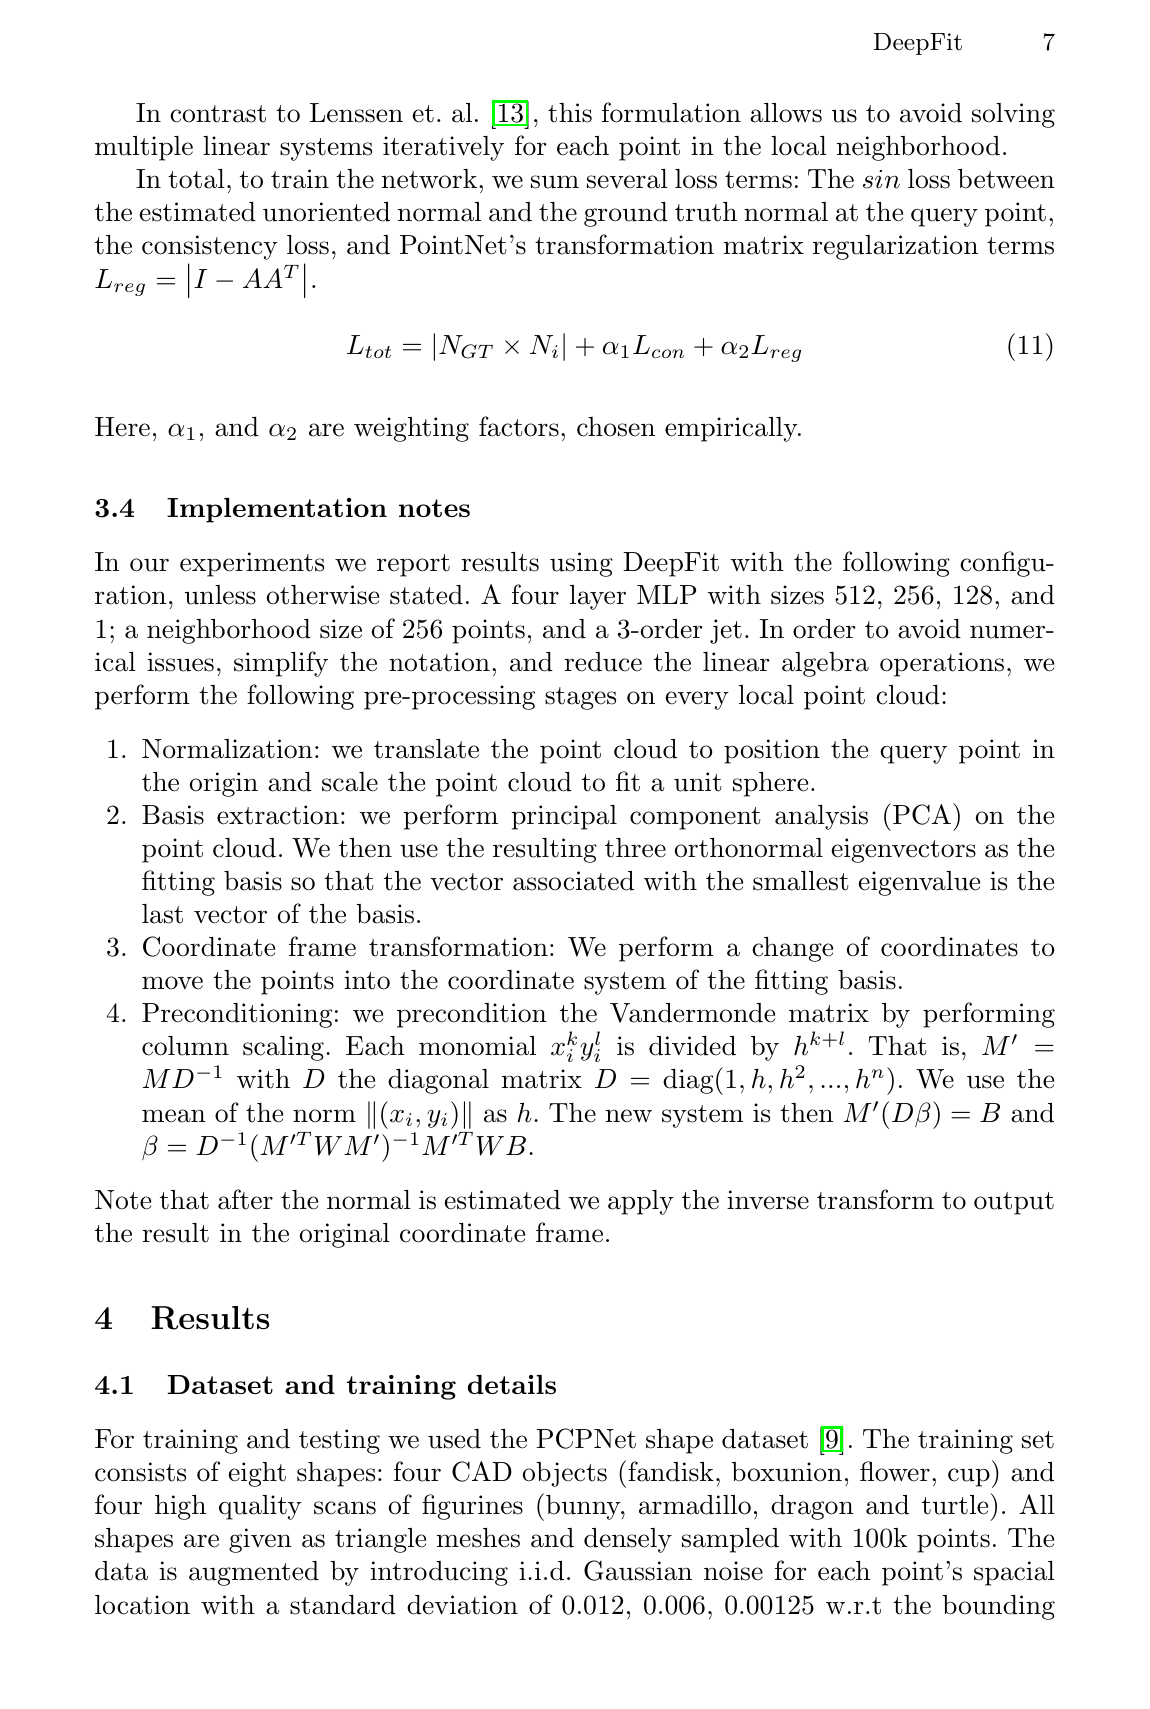 DeepFit 7
In contrast to Lenssen et. al. [13], this formulation allows us to avoid solving
multiple linear systems iteratively for each point in the local neighborhood.
In total, to train the network, we sum several loss terms: The sin loss between
the estimated unoriented normal and the ground truth normal at the query point,
the consistency loss, and PointNet's transformation matrix regularization terms
L_{reg} = |I − AA^T|.
L_{tot} = |N_{GT} × N_i| + α_1L_{con} + α_2L_{reg} (11)
Here, α_1, and α_2 are weighting factors, chosen empirically.
3.4 Implementation notes
In our experiments we report results using DeepFit with the following configu-
ration, unless otherwise stated. A four layer MLP with sizes 512, 256, 128, and
1; a neighborhood size of 256 points, and a 3-order jet. In order to avoid numer-
ical issues, simplify the notation, and reduce the linear algebra operations, we
perform the following pre-processing stages on every local point cloud:
1. Normalization: we translate the point cloud to position the query point in
the origin and scale the point cloud to fit a unit sphere.
2. Basis extraction: we perform principal component analysis (PCA) on the
point cloud. We then use the resulting three orthonormal eigenvectors as the
fitting basis so that the vector associated with the smallest eigenvalue is the
last vector of the basis.
3. Coordinate frame transformation: We perform a change of coordinates to
move the points into the coordinate system of the fitting basis.
4. Preconditioning: we precondition the Vandermonde matrix by performing
column scaling. Each monomial x_i^k y_i^l is divided by h^{k+l}. That is, M′ =
MD^{−1} with D the diagonal matrix D = diag(1, h, h^2, ..., h^n). We use the
mean of the norm ‖(x_i, y_i)‖ as h. The new system is then M′(Dβ) = B and
β = D^{−1}(M′^T WM′)^{−1}M′^T WB.
Note that after the normal is estimated we apply the inverse transform to output
the result in the original coordinate frame.
4 Results
4.1 Dataset and training details
For training and testing we used the PCPNet shape dataset [9]. The training set
consists of eight shapes: four CAD objects (fandisk, boxunion, flower, cup) and
four high quality scans of figurines (bunny, armadillo, dragon and turtle). All
shapes are given as triangle meshes and densely sampled with 100k points. The
data is augmented by introducing i.i.d. Gaussian noise for each point's spacial
location with a standard deviation of 0.012, 0.006, 0.00125 w.r.t the bounding